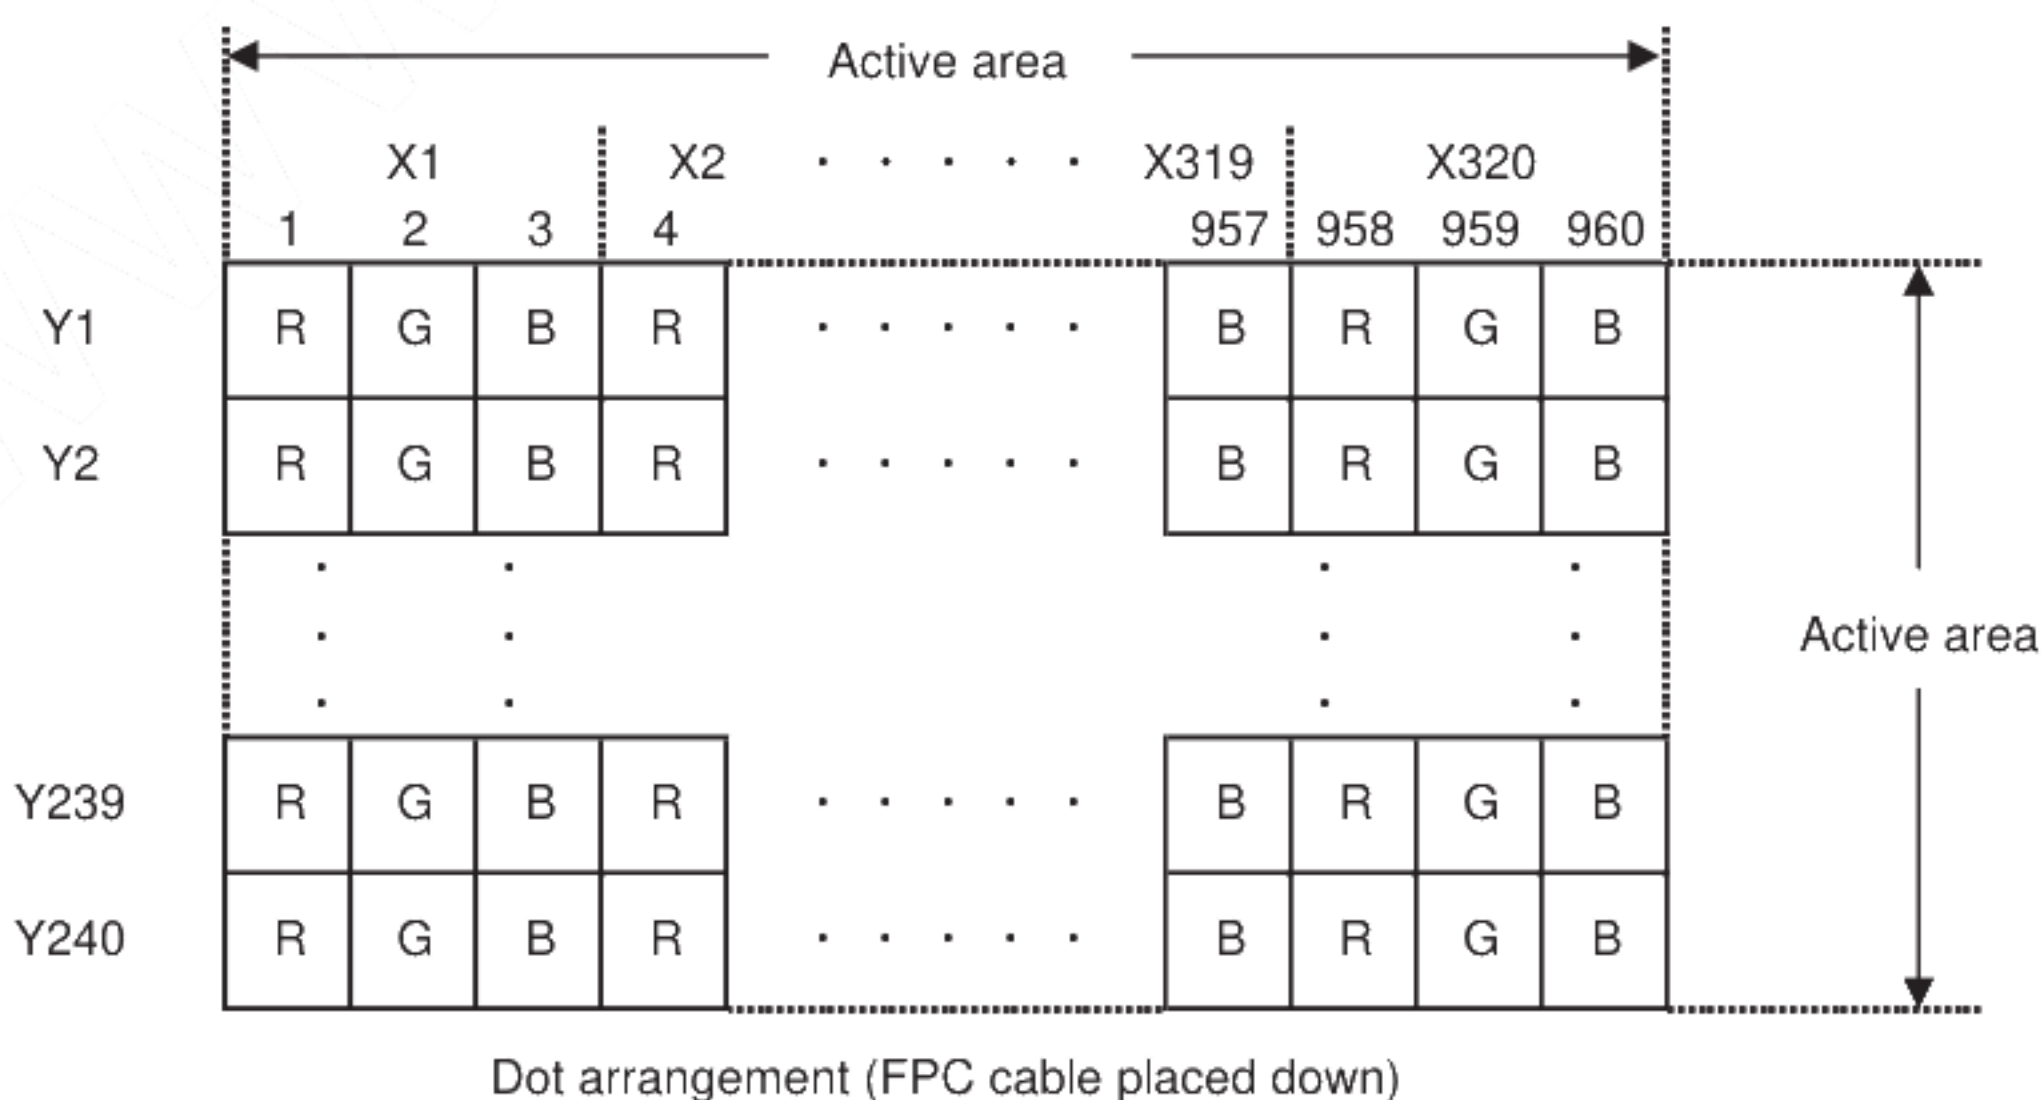 Active area
X1 X2 · · · · · X319 X320
1 2 3 4 957 958 959 960
Y1 R G B R · · · · · B R G B
Y2 R G B R · · · · · B R G B
Active area
Y239 R G B R · · · · · B R G B
Y240 R G B R · · · · · B R G B
Dot arrangement (FPC cable placed down)